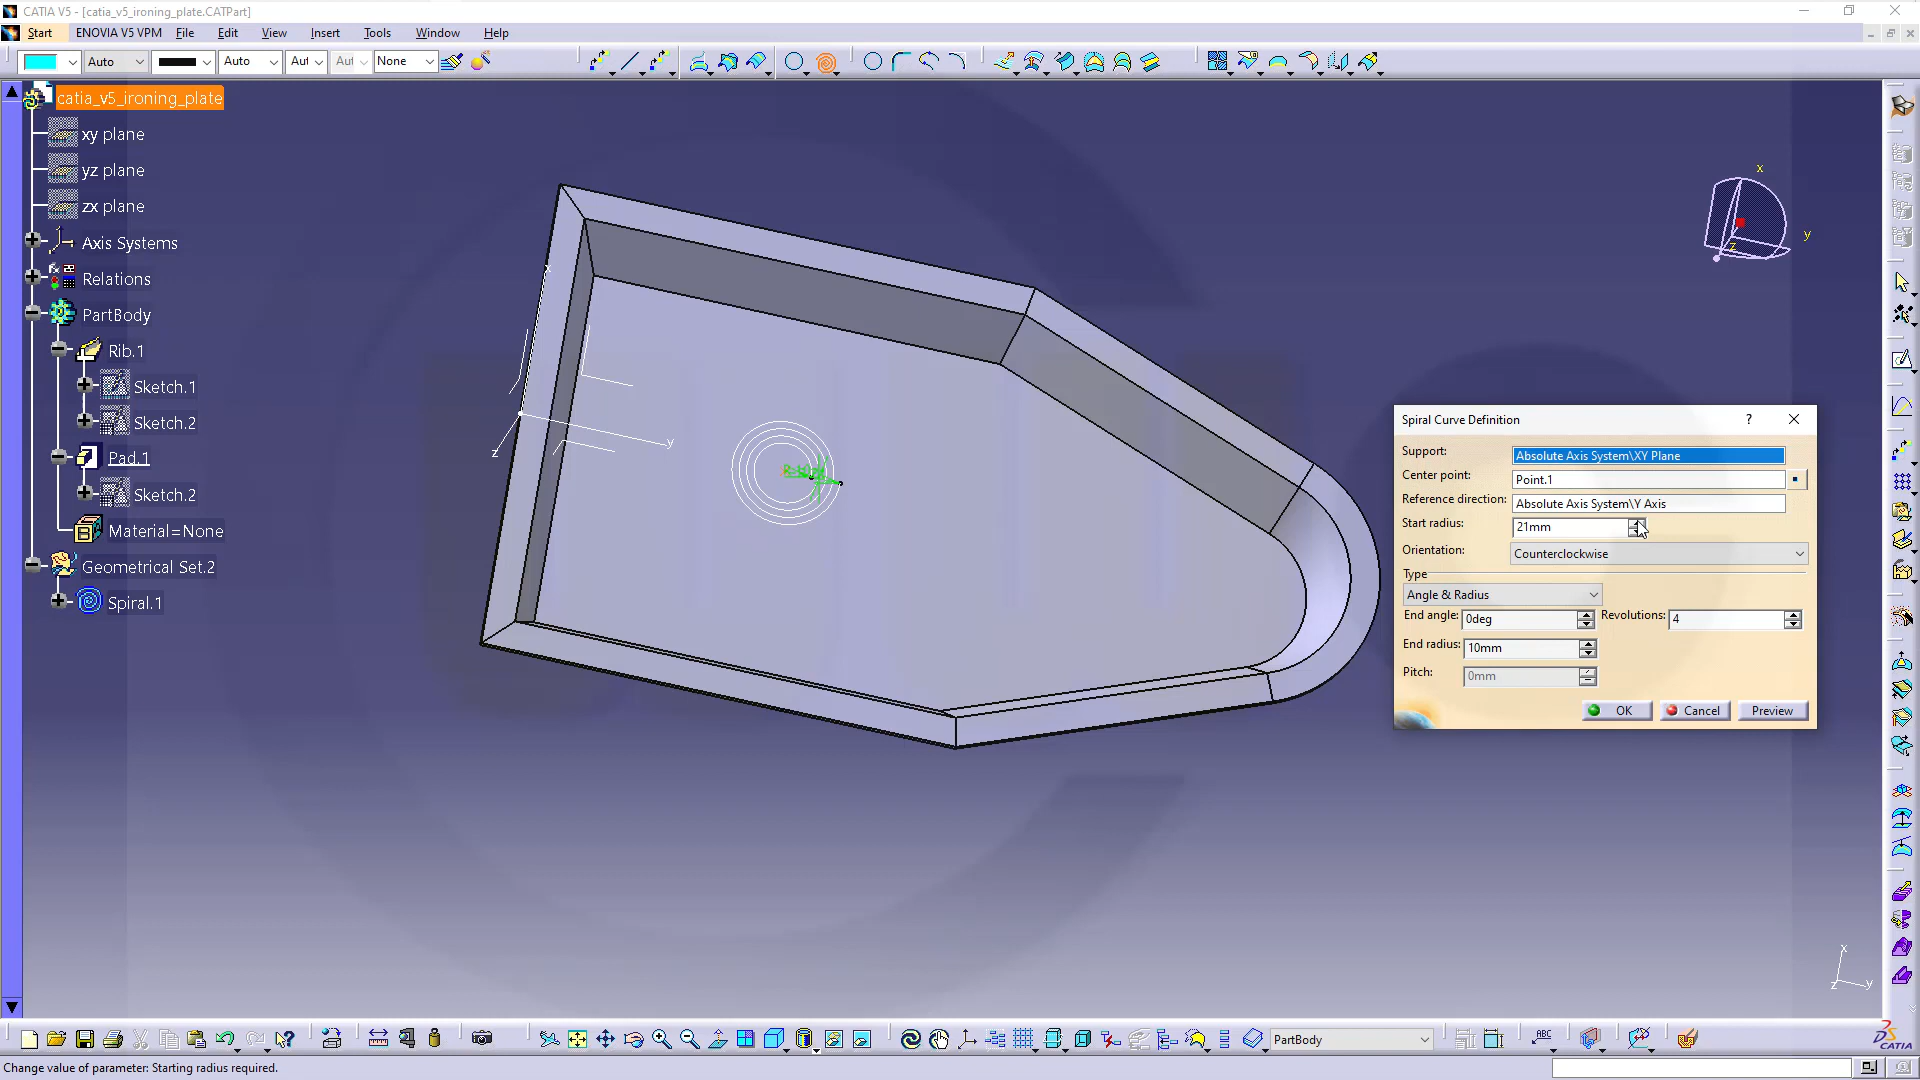 CATIA V5 - [catia_v5_ironing_plate.CATPart]
Start ENOVIA V5 VPM File Edit View Insert Tools Window Help
Auto Auto Aut Aut None
catia_v5_ironing_plate
xy plane
yz plane
zx plane
Axis Systems
Relations
PartBody
Rib.1
Sketch.1
Sketch.2
Pad.1
Sketch.2
Material=None
Geometrical Set.2
Spiral.1
x
y
z
x
y
z
Spiral Curve Definition
Support: Absolute Axis System\XY Plane
Center point: Point.1
Reference direction: Absolute Axis System\Y Axis
Start radius: 21mm
Orientation: Counterclockwise
Type
Angle & Radius
End angle: 0deg Revolutions: 4
End radius: 10mm
Pitch: 0mm
OK Cancel Preview
x
y
z
PartBody
ABC
CATIA
Change value of parameter: Starting radius required.